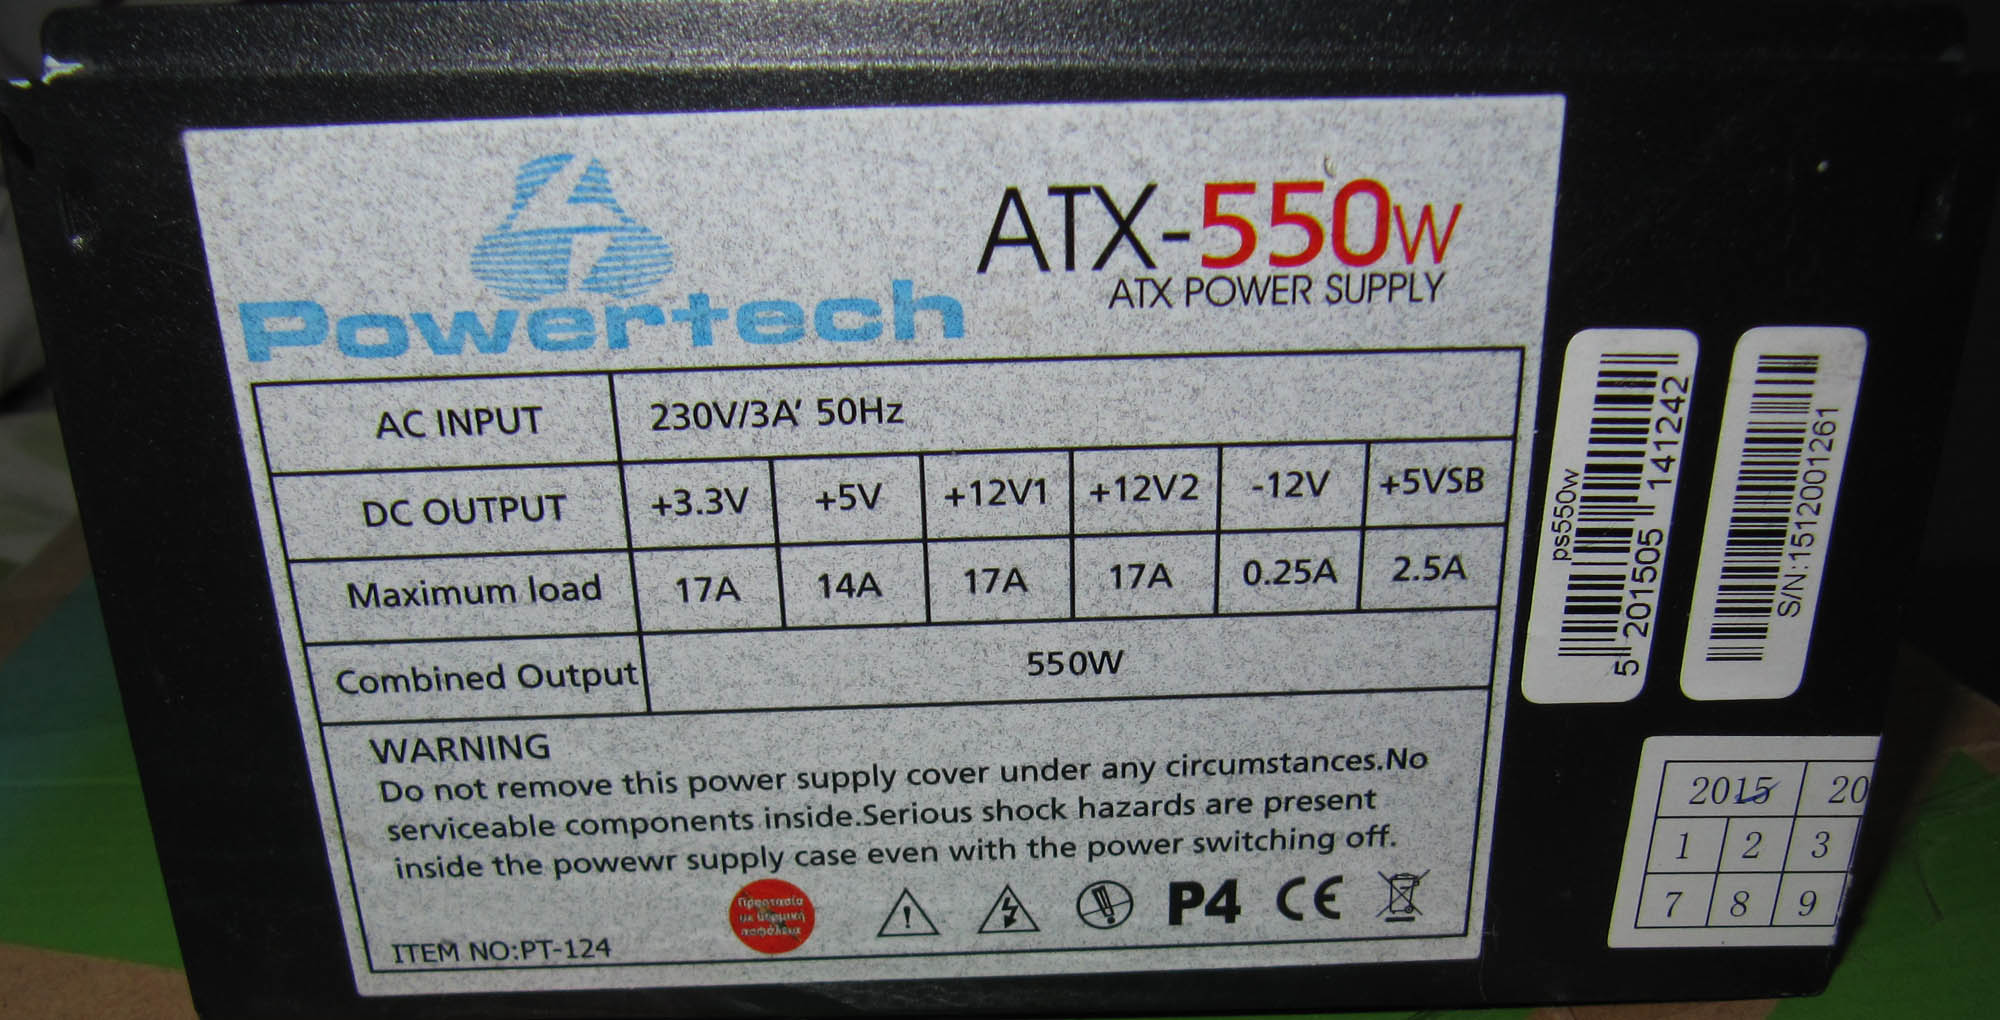 Powertech
ATX-550W
ATX POWER SUPPLY
AC INPUT 230V/3A' 50Hz
DC OUTPUT +3.3V +5V +12V1 +12V2 -12V +5VSB
Maximum load 17A 14A 17A 17A 0.25A 2.5A
Combined Output 550W
WARNING
Do not remove this power supply cover under any circumstances.No
serviceable components inside.Serious shock hazards are present
inside the powewr supply case even with the power switching off.
Προστασία
με θερμική
ασφάλεια
P4 CE
ITEM NO:PT-124
ps550w
5 201505 141242
S/N:1512001261
2015 20
1 2 3
7 8 9